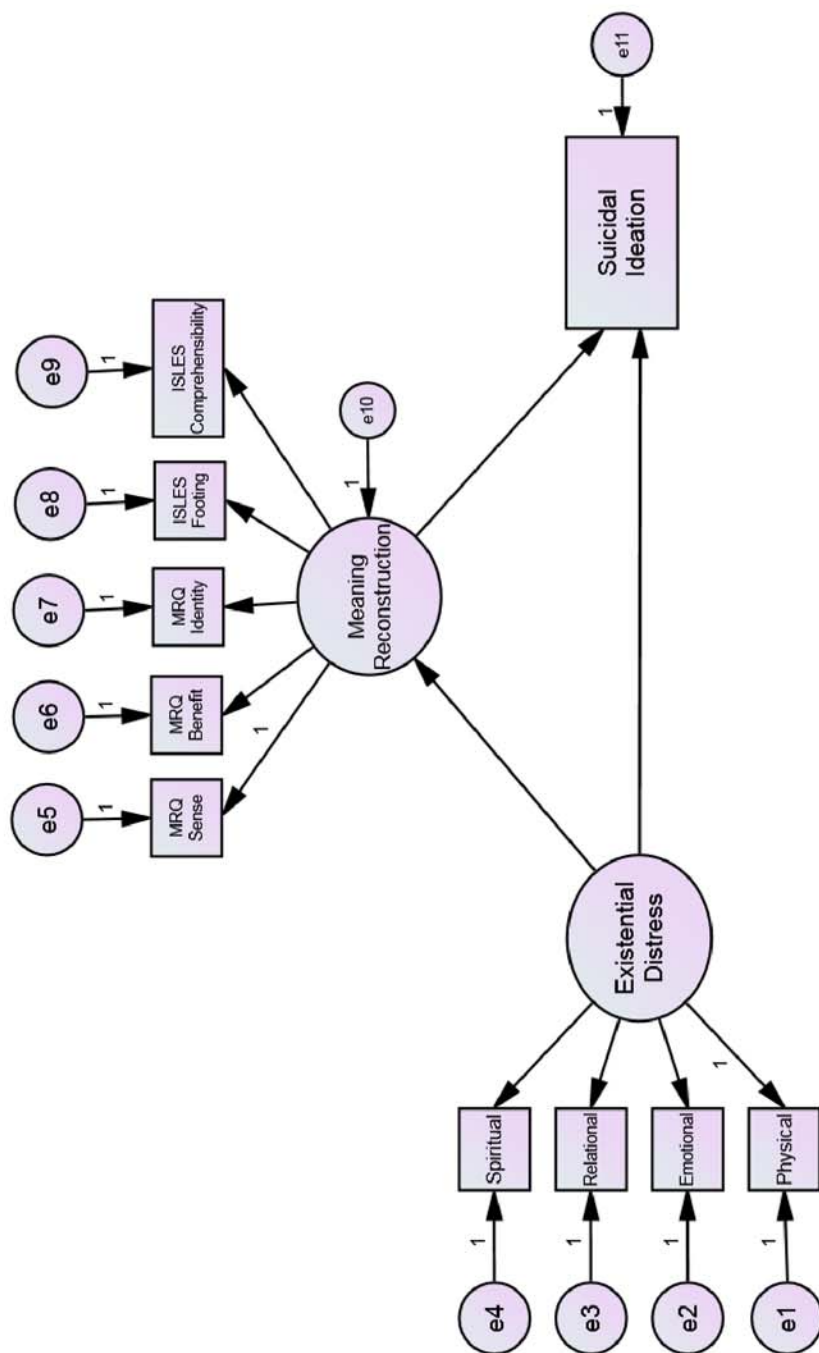 e5
e6
e7
e8
e9
1
1
1
1
1
MRQ
Sense
MRQ
Benefit
MRQ
Identity
ISLES
Footing
ISLES
Comprehensibility
1
Meaning
Reconstruction
1
e10
e4
1
Spiritual
e3
1
Relational
e2
1
Emotional
e1
1
Physical
1
Existential
Distress
Suicidal
Ideation
1
e11